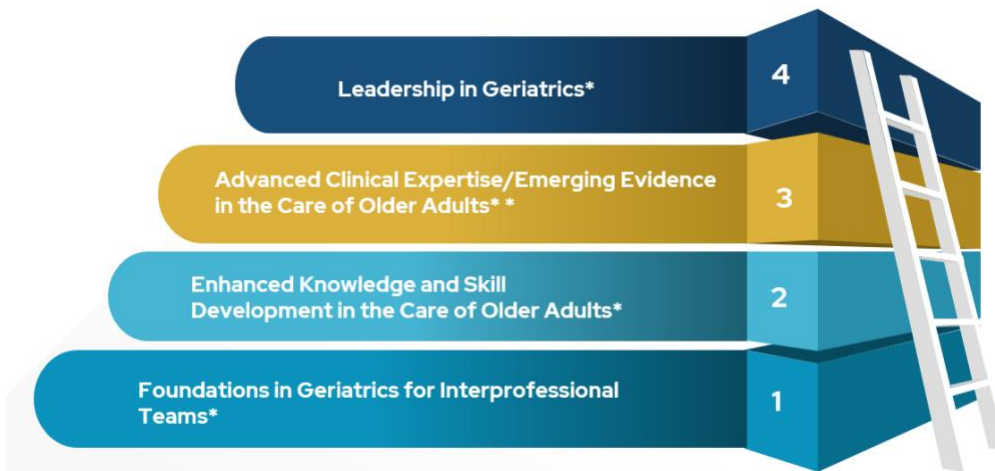 Leadership in Geriatrics*
4
Advanced Clinical Expertise/Emerging Evidence
in the Care of Older Adults* *
3
Enhanced Knowledge and Skill
Development in the Care of Older Adults*
2
Foundations in Geriatrics for Interprofessional
Teams*
1